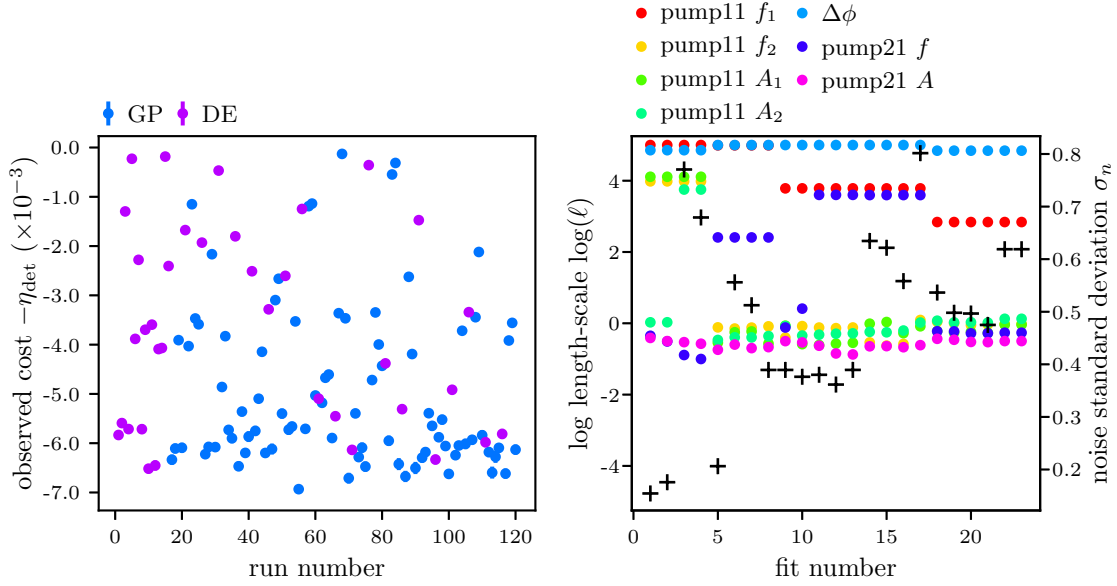 GP DE
0.0
-1.0
-2.0
-3.0
-4.0
-5.0
-6.0
-7.0
observed cost −η_det (×10⁻³)
0 20 40 60 80 100 120
run number
pump11 f₁ Δϕ
pump11 f₂ pump21 f
pump11 A₁ pump21 A
pump11 A₂
4
2
0
-2
-4
log length-scale log(ℓ)
0.8
0.7
0.6
0.5
0.4
0.3
0.2
noise standard deviation σₙ
0 5 10 15 20
fit number